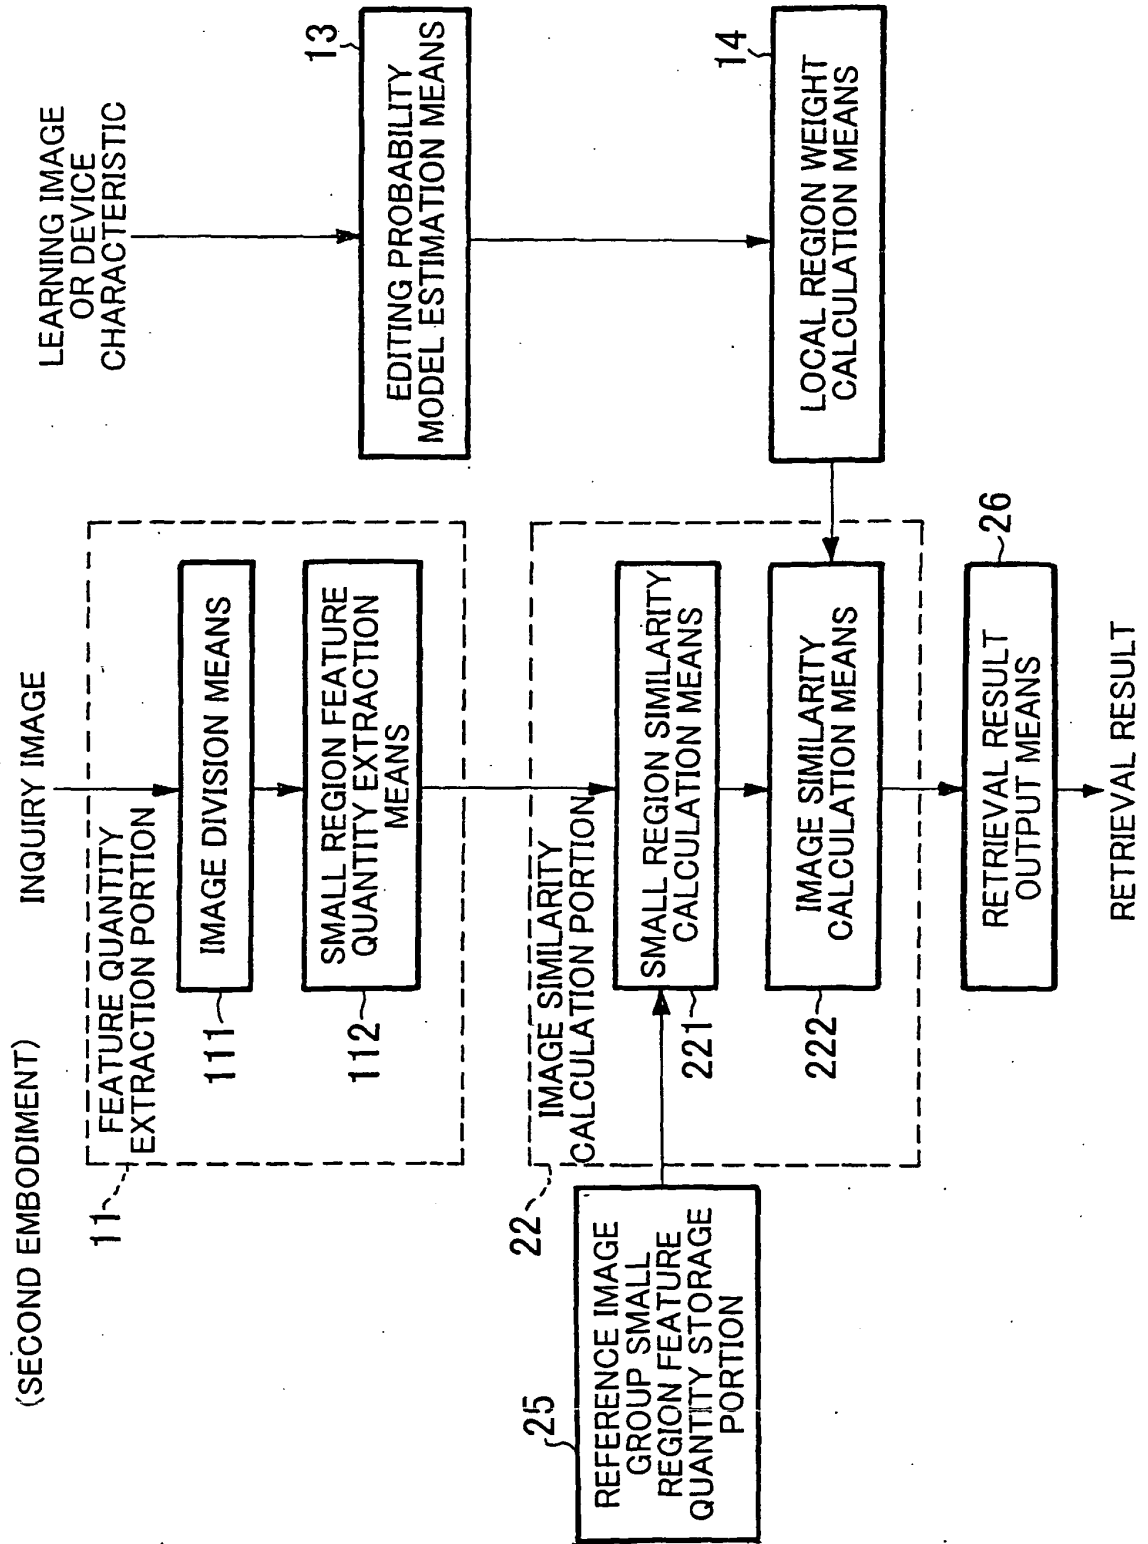 (SECOND EMBODIMENT)
INQUIRY IMAGE
LEARNING IMAGE
OR DEVICE
CHARACTERISTIC
11
FEATURE QUANTITY
EXTRACTION PORTION
111
IMAGE DIVISION MEANS
112
SMALL REGION FEATURE
QUANTITY EXTRACTION
MEANS
13
EDITING PROBABILITY
MODEL ESTIMATION MEANS
25
REFERENCE IMAGE
GROUP SMALL
REGION FEATURE
QUANTITY STORAGE
PORTION
22
IMAGE SIMILARITY
CALCULATION PORTION
221
SMALL REGION SIMILARITY
CALCULATION MEANS
222
IMAGE SIMILARITY
CALCULATION MEANS
14
LOCAL REGION WEIGHT
CALCULATION MEANS
26
RETRIEVAL RESULT
OUTPUT MEANS
RETRIEVAL RESULT